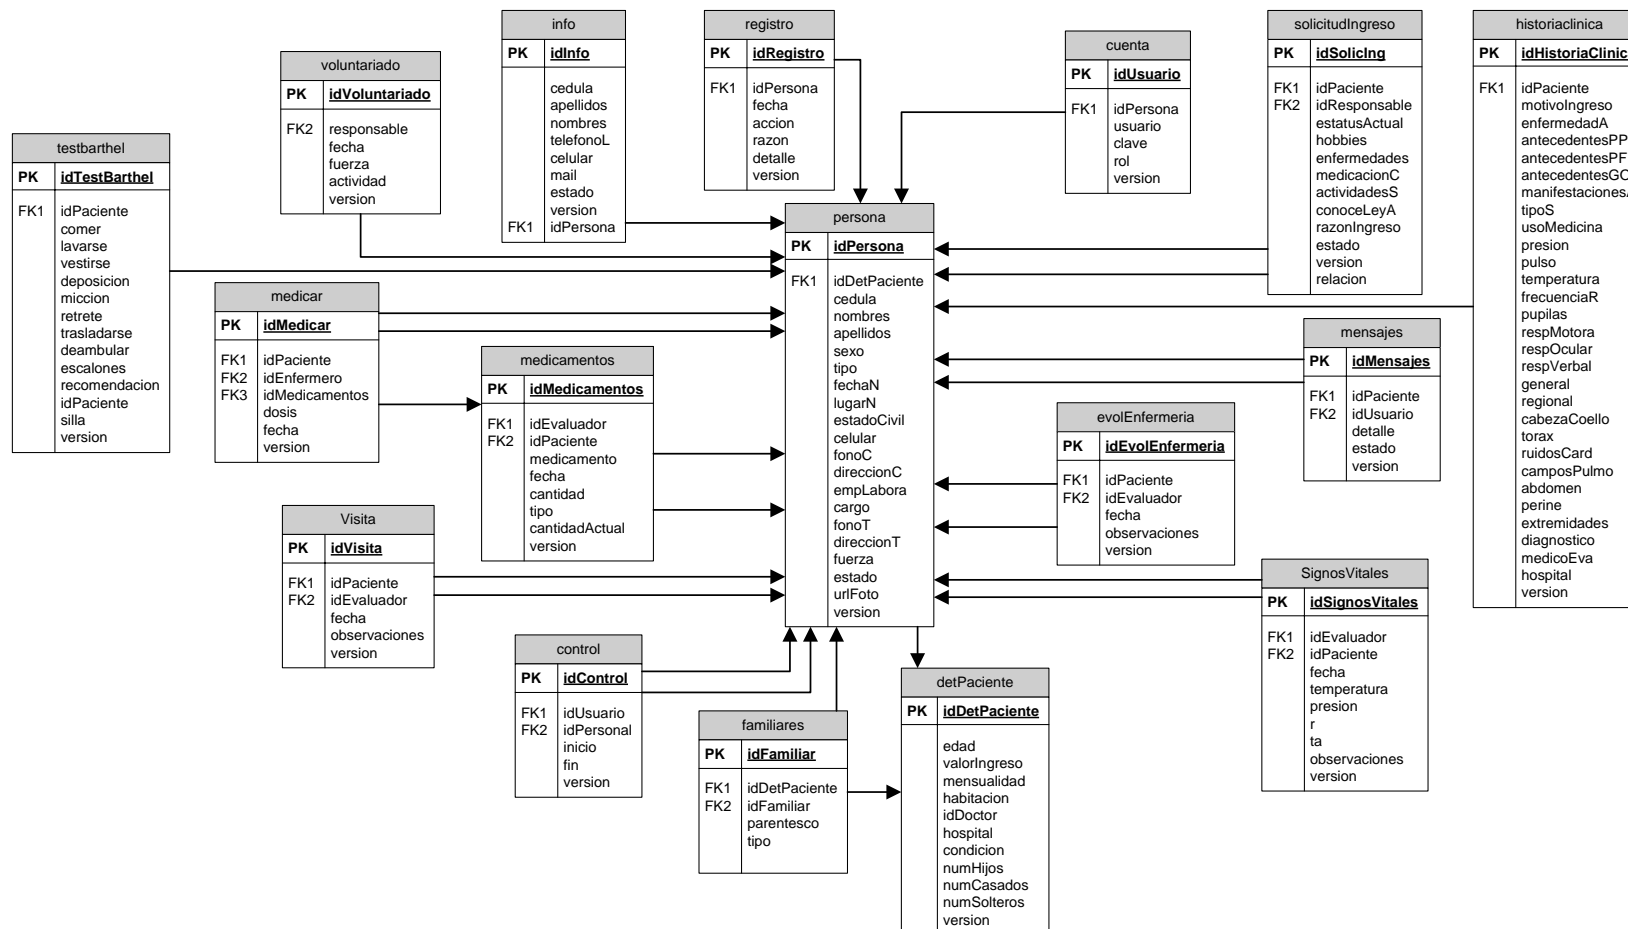 info
PK idInfo
cedula
apellidos
nombres
telefonoL
celular
mail
estado
version
FK1 idPersona
registro
PK idRegistro
FK1 idPersona
fecha
accion
razon
detalle
version
cuenta
PK idUsuario
FK1 idPersona
usuario
clave
rol
version
solicitudIngreso
PK idSolicIng
FK1 idPaciente
FK2 idResponsable
estatusActual
hobbies
enfermedades
medicacionC
actividadesS
conoceLeyA
razonIngreso
estado
version
relacion
historiaclinica
PK idHistoriaClinic
FK1 idPaciente
motivoIngreso
enfermedadA
antecedentesPP
antecedentesPF
antecedentesGO
manifestaciones
tipoS
usoMedicina
presion
pulso
temperatura
frecuenciaR
pupilas
respMotora
respOcular
respVerbal
general
regional
cabezaCoello
torax
ruidosCard
camposPulmo
abdomen
perine
extremidades
diagnostico
medicoEva
hospital
version
voluntariado
PK idVoluntariado
FK2 responsable
fecha
fuerza
actividad
version
testbarthel
PK idTestBarthel
FK1 idPaciente
comer
lavarse
vestirse
deposicion
miccion
retrete
trasladarse
deambular
escalones
recomendacion
idPaciente
silla
version
persona
PK idPersona
FK1 idDetPaciente
cedula
nombres
apellidos
sexo
tipo
fechaN
lugarN
estadoCivil
celular
fonoC
direccionC
empLabora
cargo
fonoT
direccionT
fuerza
estado
urlFoto
version
medicar
PK idMedicar
FK1 idPaciente
FK2 idEnfermero
FK3 idMedicamentos
dosis
fecha
version
medicamentos
PK idMedicamentos
FK1 idEvaluador
FK2 idPaciente
medicamento
fecha
cantidad
tipo
cantidadActual
version
mensajes
PK idMensajes
FK1 idPaciente
FK2 idUsuario
detalle
estado
version
evolEnfermeria
PK idEvolEnfermeria
FK1 idPaciente
FK2 idEvaluador
fecha
observaciones
version
Visita
PK idVisita
FK1 idPaciente
FK2 idEvaluador
fecha
observaciones
version
SignosVitales
PK idSignosVitales
FK1 idEvaluador
FK2 idPaciente
fecha
temperatura
presion
r
ta
observaciones
version
control
PK idControl
FK1 idUsuario
FK2 idPersonal
inicio
fin
version
familiares
PK idFamiliar
FK1 idDetPaciente
FK2 idFamiliar
parentesco
tipo
detPaciente
PK idDetPaciente
edad
valorIngreso
mensualidad
habitacion
idDoctor
hospital
condicion
numHijos
numCasados
numSolteros
version